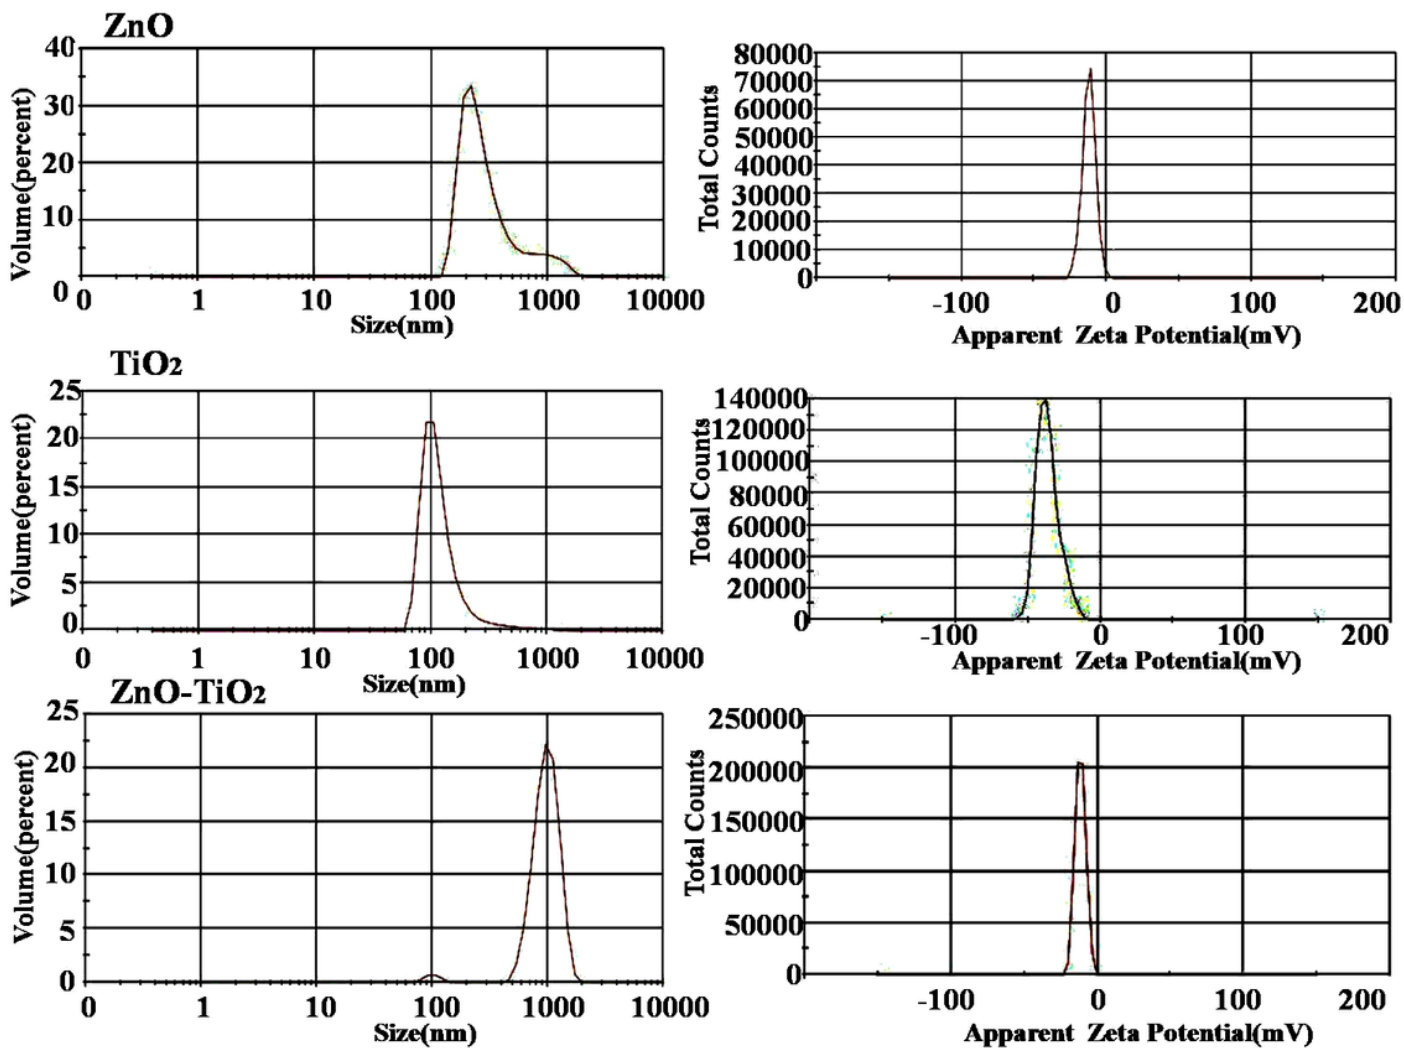 ZnO
Volume(percent)
40
30
20
10
0
0 1 10 100 1000 10000
Size(nm)
Total Counts
80000
70000
60000
50000
40000
30000
20000
10000
0
-100 0 100 200
Apparent Zeta Potential(mV)
TiO2
Volume(percent)
25
20
15
10
5
0
0 1 10 100 1000 10000
Size(nm)
Total Counts
140000
120000
100000
80000
60000
40000
20000
0
-100 0 100 200
Apparent Zeta Potential(mV)
ZnO-TiO2
Volume(percent)
25
20
15
10
5
0
0 1 10 100 1000 10000
Size(nm)
Total Counts
250000
200000
150000
100000
50000
0
-100 0 100 200
Apparent Zeta Potential(mV)